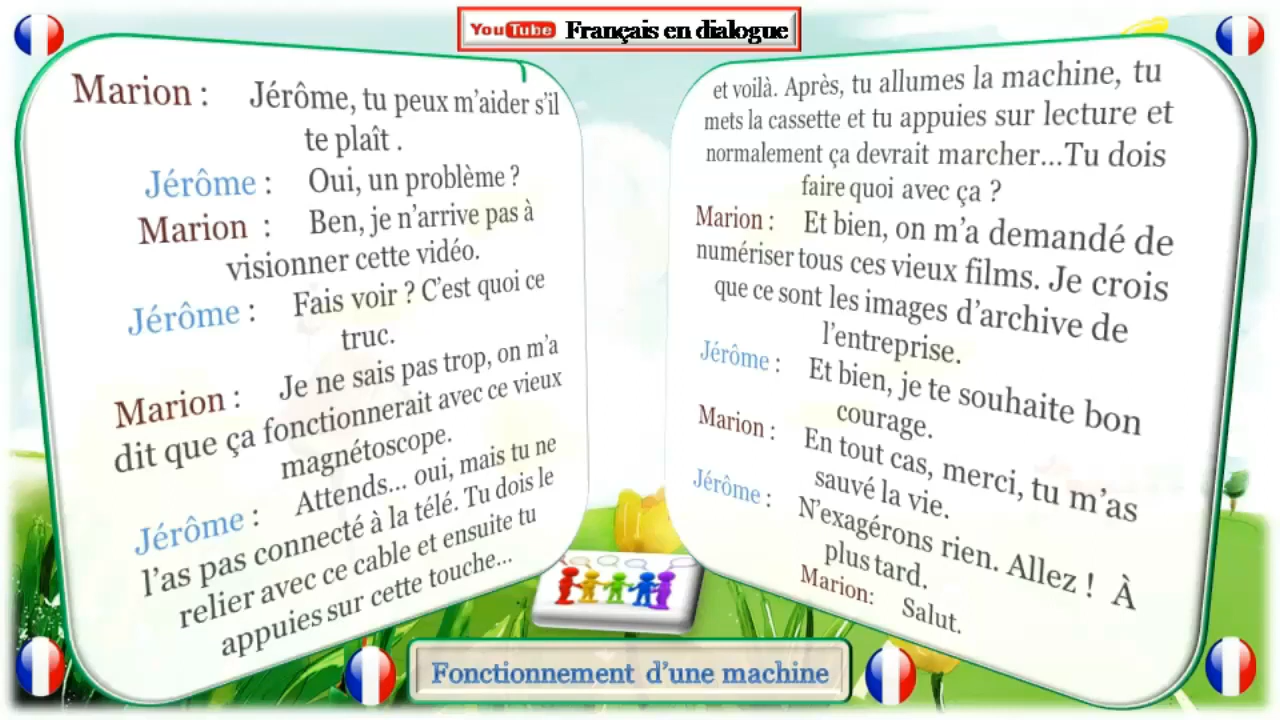 YouTube Français en dialogue
Marion : Jérôme, tu peux m’aider s’il
te plaît .
Jérôme : Oui, un problème ?
Marion : Ben, je n’arrive pas à
visionner cette vidéo.
Jérôme : Fais voir ? C’est quoi ce
truc.
Marion : Je ne sais pas trop, on m’a
dit que ça fonctionnerait avec ce vieux
magnétoscope.
Jérôme : Attends... oui, mais tu ne
l’as pas connecté à la télé. Tu dois le
relier avec ce cable et ensuite tu
appuies sur cette touche...
et voilà. Après, tu allumes la machine, tu
mets la cassette et tu appuies sur lecture et
normalement ça devrait marcher...Tu dois
faire quoi avec ça ?
Marion : Et bien, on m’a demandé de
numériser tous ces vieux films. Je crois
que ce sont les images d’archive de
l’entreprise.
Jérôme : Et bien, je te souhaite bon
courage.
Marion : En tout cas, merci, tu m’as
sauvé la vie.
Jérôme : N’exagérons rien. Allez ! À
plus tard.
Marion: Salut.
Fonctionnement d’une machine